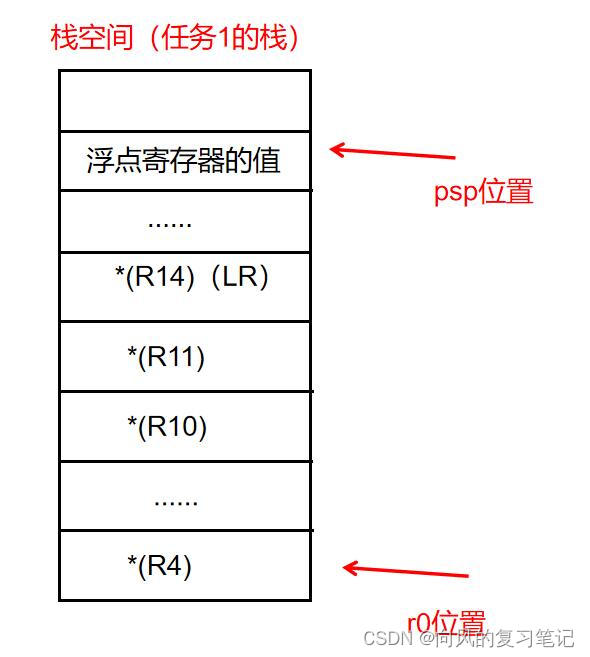 栈空间（任务1的栈）
浮点寄存器的值
psp位置
......
*(R14)（LR）
*(R11)
*(R10)
......
*(R4)
r0位置
CSDN @向风的复习笔记